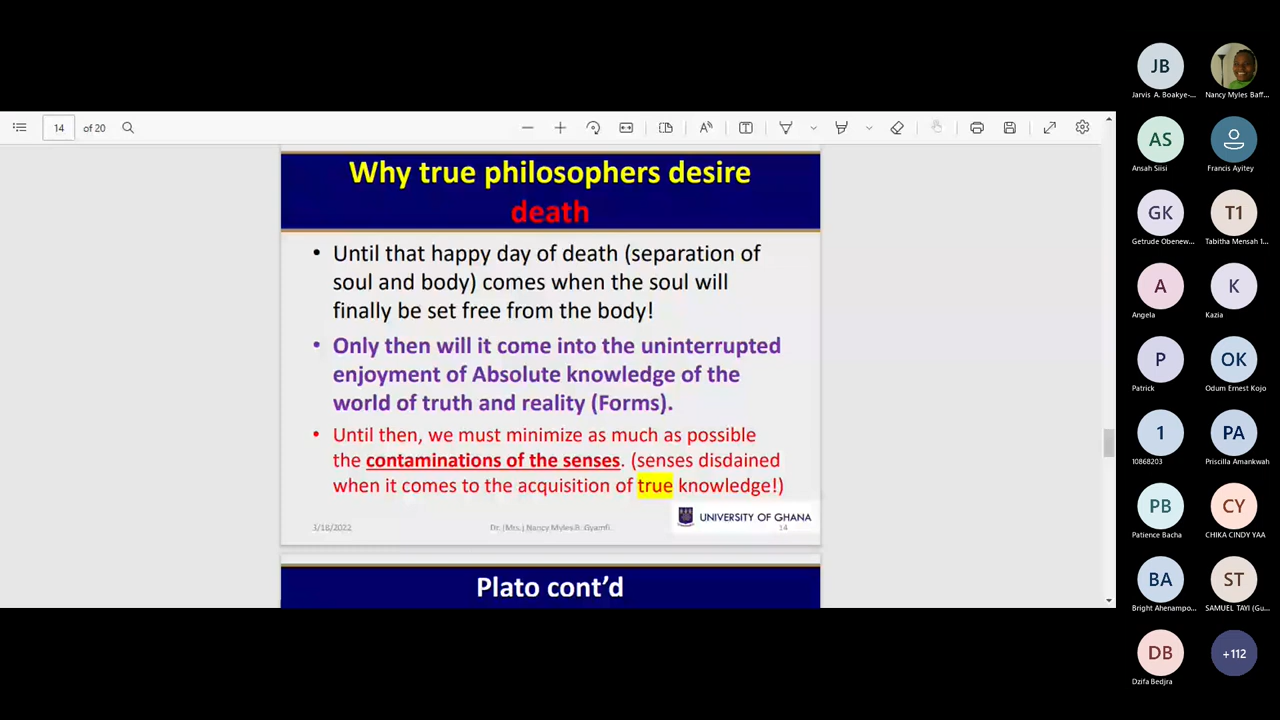 14
of 20
Why true philosophers desire
death
• Until that happy day of death (separation of
soul and body) comes when the soul will
finally be set free from the body!
• Only then will it come into the uninterrupted
enjoyment of Absolute knowledge of the
world of truth and reality (Forms).
• Until then, we must minimize as much as possible
the contaminations of the senses. (senses disdained
when it comes to the acquisition of true knowledge!)
UNIVERSITY OF GHANA
3/18/2022
Dr. (Mrs.) Nancy Myles B. Gyamfi
14
Plato cont’d
JB
Jarvis A. Boakye-...
Nancy Myles Baff...
AS
Ansah Siisi
Francis Ayitey
GK
Getrude Obenew...
T1
Tabitha Mensah 1...
A
Angela
K
Kazia
P
Patrick
OK
Odum Ernest Kojo
1
10868203
PA
Priscilla Amankwah
PB
Patience Bacha
CY
CHIKA CINDY YAA
BA
Bright Ahenampo...
ST
SAMUEL TAYI (Gu...
DB
Dzifa Bedjra
+112